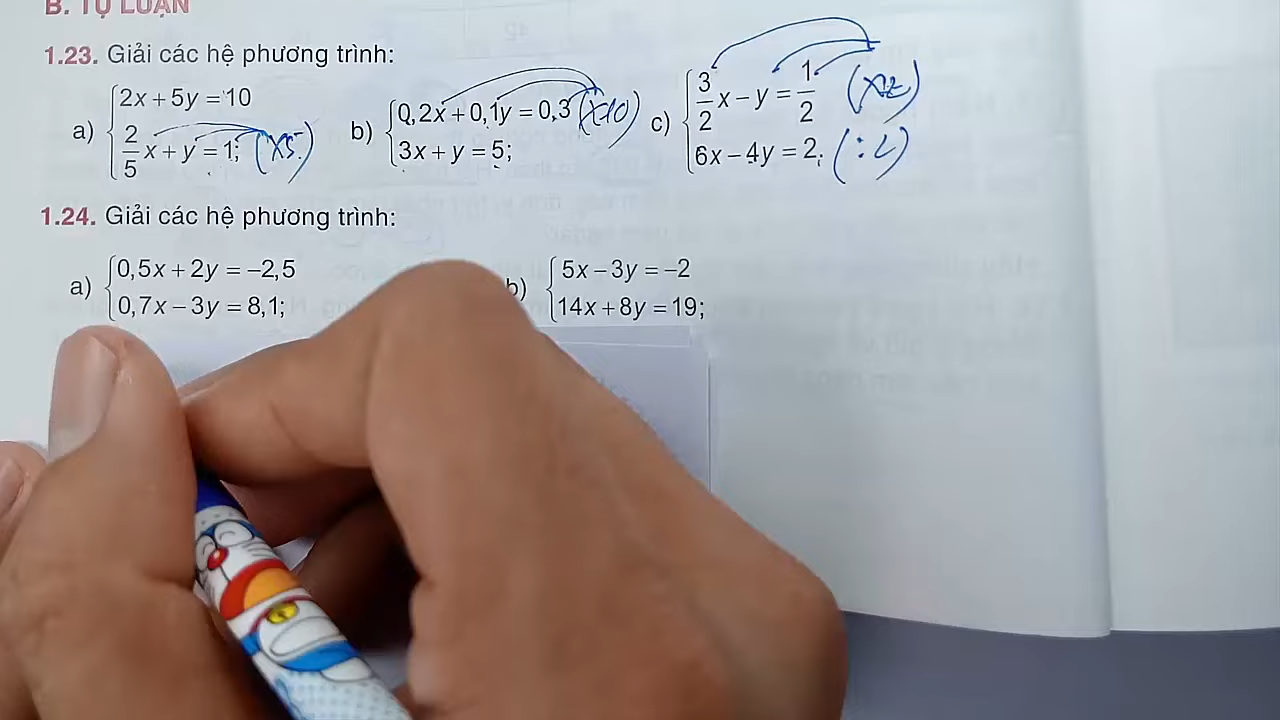 B. TỰ LUẬN
1.23. Giải các hệ phương trình:
a) { 2x + 5y = 10
2/5 x + y = 1; (x5)
b) { 0,2x + 0,1y = 0,3 (x10)
3x + y = 5;
c) { 3/2 x – y = 1/2 (x2)
6x – 4y = 2. (:2)
1.24. Giải các hệ phương trình:
a) { 0,5x + 2y = –2,5
0,7x – 3y = 8,1;
b) { 5x – 3y = –2
14x + 8y = 19;